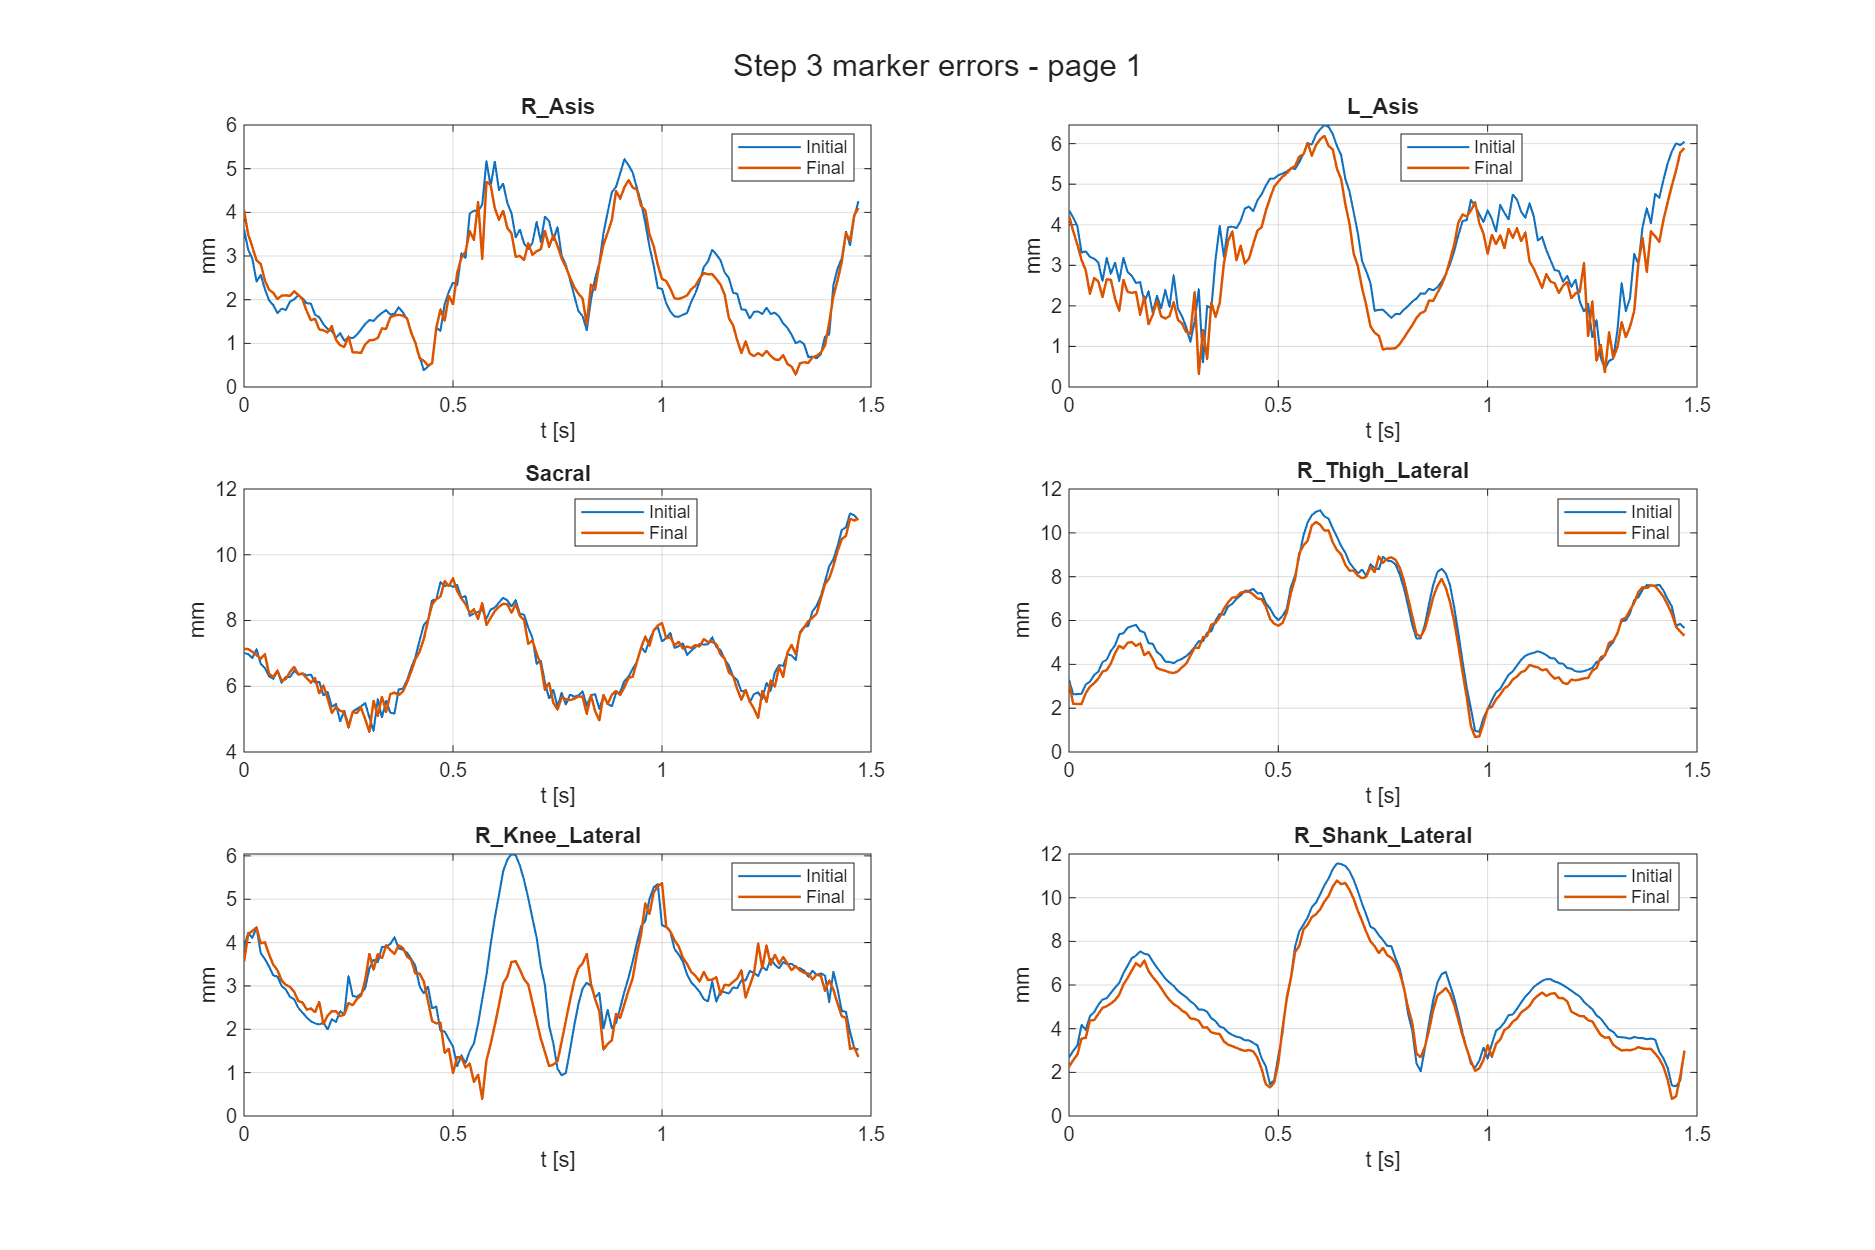 Step 3 marker errors - page 1
R_Asis
6
5
4
3
2
1
0
mm
0 0.5 1 1.5
t [s]
Initial
Final
L_Asis
6
5
4
3
2
1
0
mm
0 0.5 1 1.5
t [s]
Initial
Final
Sacral
12
10
8
6
4
mm
0 0.5 1 1.5
t [s]
Initial
Final
R_Thigh_Lateral
12
10
8
6
4
2
0
mm
0 0.5 1 1.5
t [s]
Initial
Final
R_Knee_Lateral
6
5
4
3
2
1
0
mm
0 0.5 1 1.5
t [s]
Initial
Final
R_Shank_Lateral
12
10
8
6
4
2
0
mm
0 0.5 1 1.5
t [s]
Initial
Final